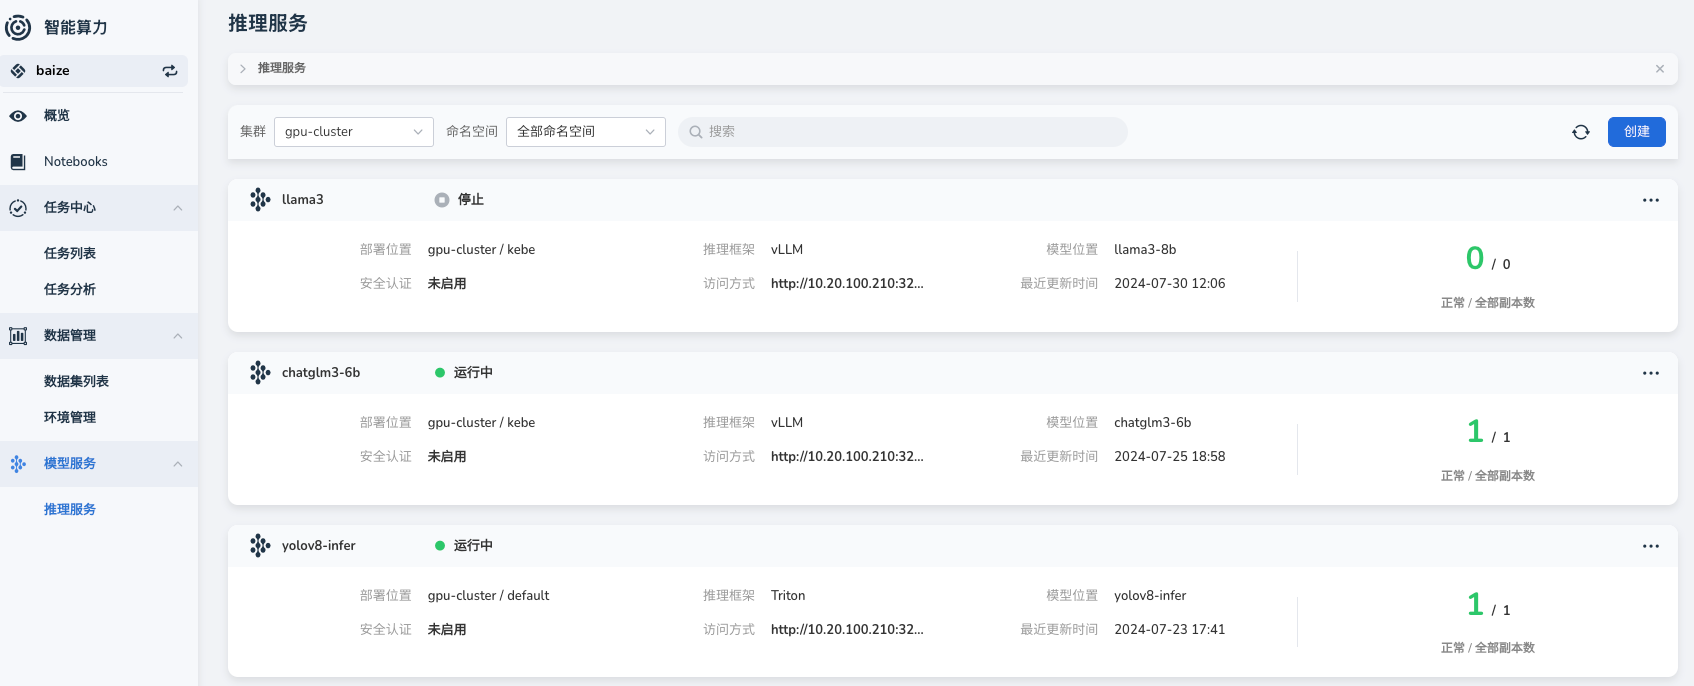 智能算力
baize
概览
Notebooks
任务中心
任务列表
任务分析
数据管理
数据集列表
环境管理
模型服务
推理服务
推理服务
推理服务
集群 gpu-cluster 命名空间 全部命名空间 搜索 创建
llama3 停止
部署位置 gpu-cluster / kebe 推理框架 vLLM 模型位置 llama3-8b
0 / 0
安全认证 未启用 访问方式 http://10.20.100.210:32... 最近更新时间 2024-07-30 12:06
正常 / 全部副本数
chatglm3-6b 运行中
部署位置 gpu-cluster / kebe 推理框架 vLLM 模型位置 chatglm3-6b
1 / 1
安全认证 未启用 访问方式 http://10.20.100.210:32... 最近更新时间 2024-07-25 18:58
正常 / 全部副本数
yolov8-infer 运行中
部署位置 gpu-cluster / default 推理框架 Triton 模型位置 yolov8-infer
1 / 1
安全认证 未启用 访问方式 http://10.20.100.210:32... 最近更新时间 2024-07-23 17:41
正常 / 全部副本数